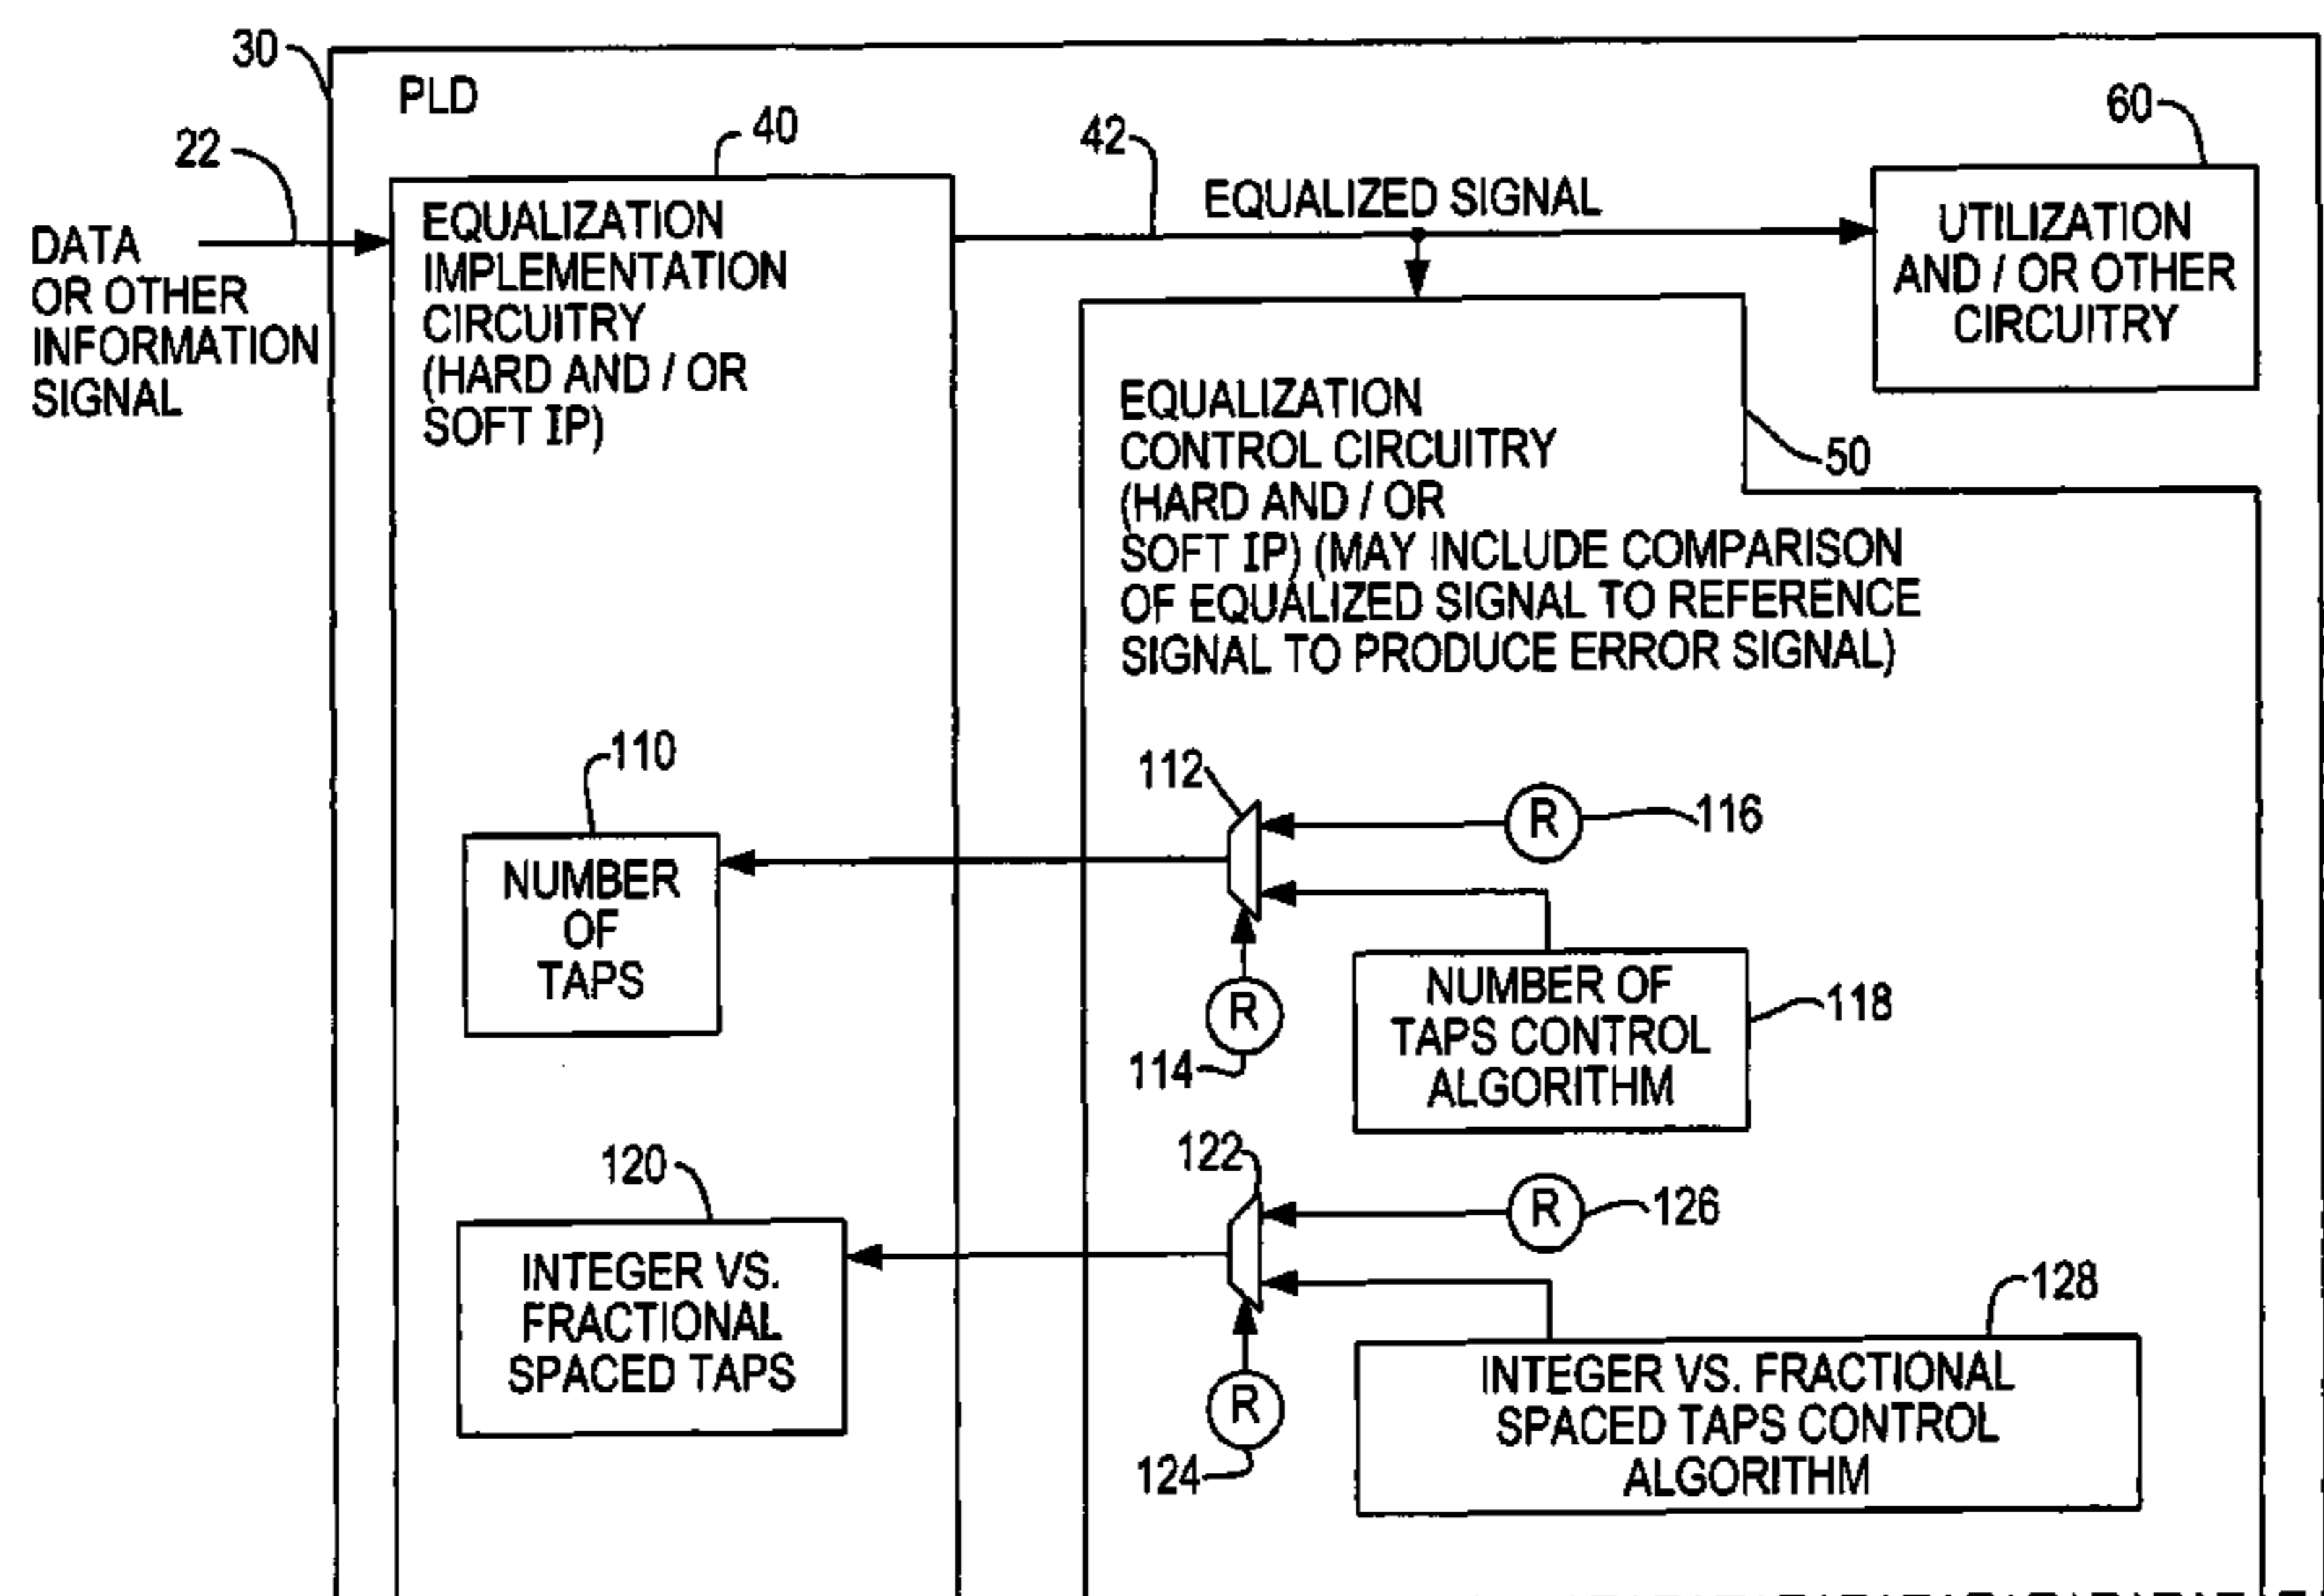 30
PLD
22
40
42
60
DATA
OR OTHER
INFORMATION
SIGNAL
EQUALIZATION
IMPLEMENTATION
CIRCUITRY
(HARD AND / OR
SOFT IP)
EQUALIZED SIGNAL
UTILIZATION
AND / OR OTHER
CIRCUITRY
EQUALIZATION
CONTROL CIRCUITRY
(HARD AND / OR
SOFT IP) (MAY INCLUDE COMPARISON
OF EQUALIZED SIGNAL TO REFERENCE
SIGNAL TO PRODUCE ERROR SIGNAL)
50
110
NUMBER
OF
TAPS
112
R
116
R
114
NUMBER OF
TAPS CONTROL
ALGORITHM
118
120
INTEGER VS.
FRACTIONAL
SPACED TAPS
122
R
126
R
124
128
INTEGER VS. FRACTIONAL
SPACED TAPS CONTROL
ALGORITHM